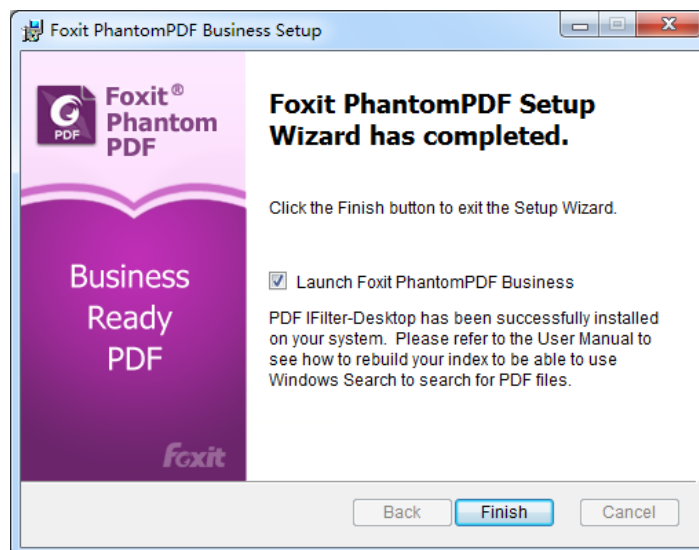 Foxit PhantomPDF Business Setup
Foxit®
Phantom
PDF
PDF
Business
Ready
PDF
foxit
Foxit PhantomPDF Setup
Wizard has completed.
Click the Finish button to exit the Setup Wizard.
Launch Foxit PhantomPDF Business
PDF IFilter-Desktop has been successfully installed
on your system.  Please refer to the User Manual to
see how to rebuild your index to be able to use
Windows Search to search for PDF files.
Back
Finish
Cancel